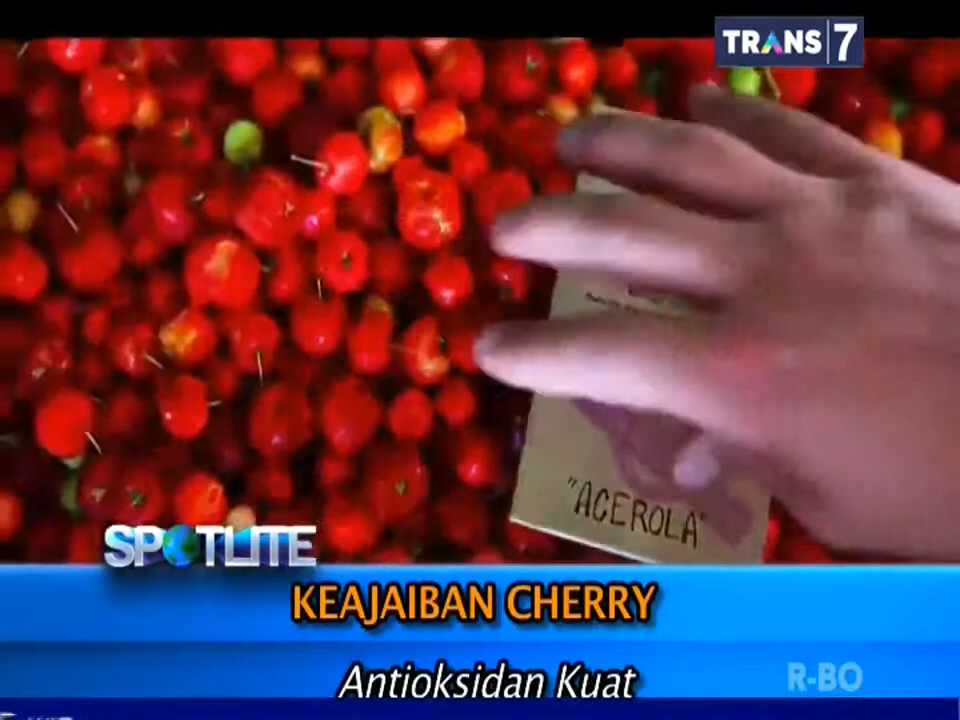 TRANS|7
"ACEROLA"
SPOTLITE
KEAJAIBAN CHERRY
Antioksidan Kuat
R-BO